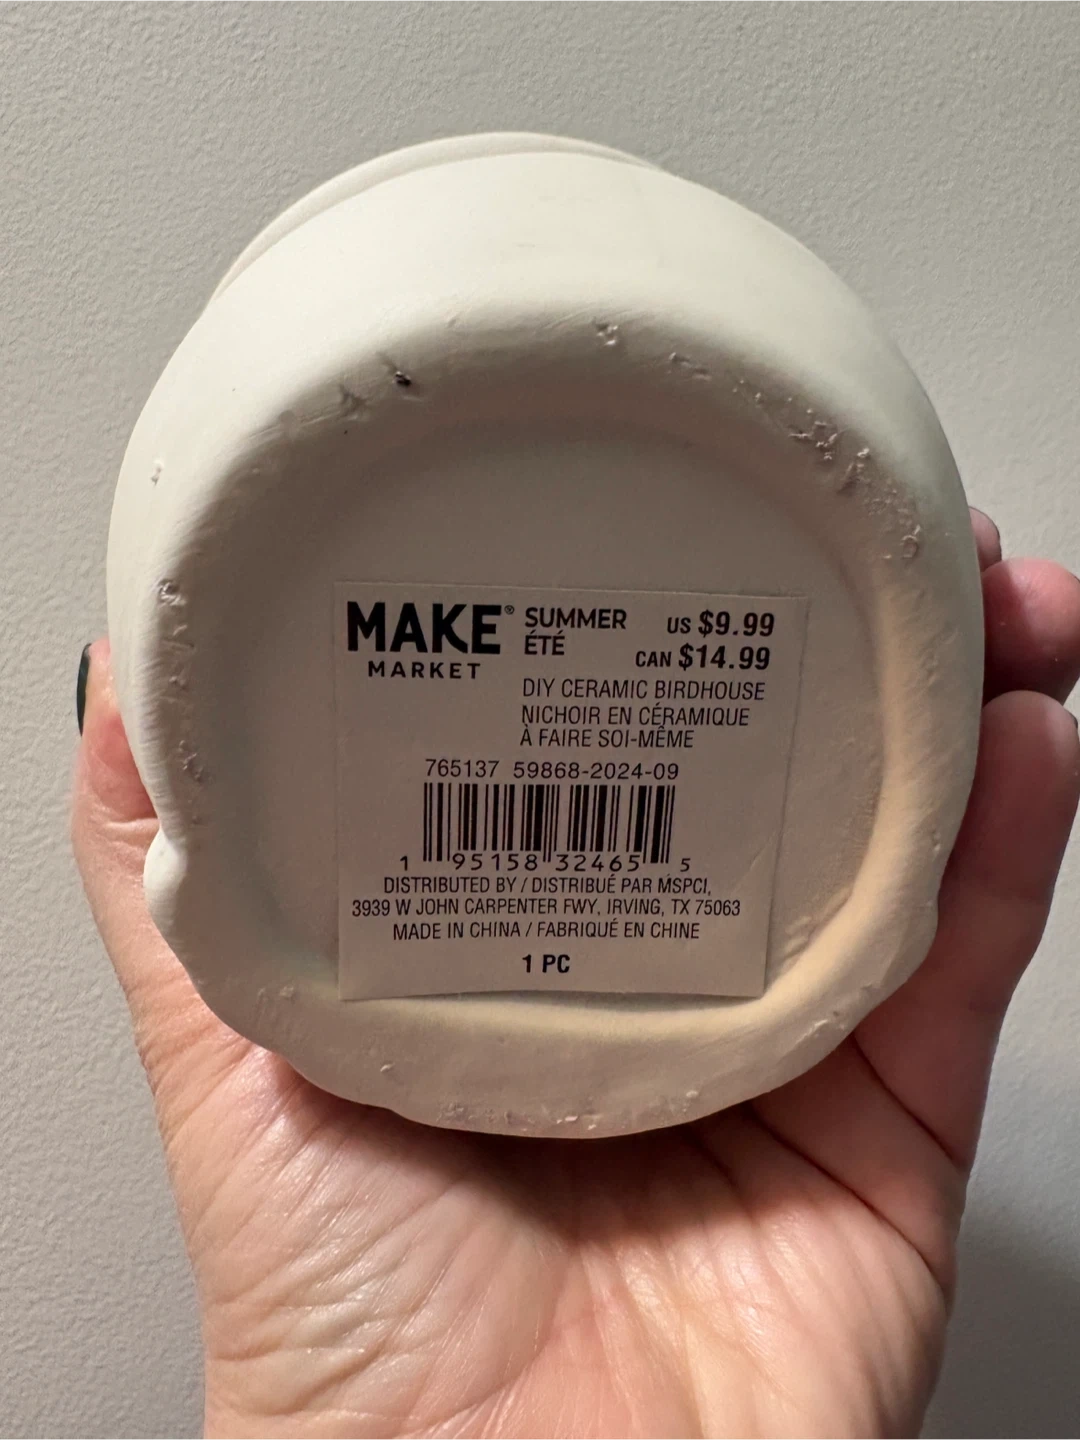 MAKE® MARKET
SUMMER
ÉTÉ
US $9.99
CAN $14.99
DIY CERAMIC BIRDHOUSE
NICHOIR EN CÉRAMIQUE
À FAIRE SOI-MÊME
765137 59868-2024-09
1 95158 32465 5
DISTRIBUTED BY / DISTRIBUÉ PAR MSPCI,
3939 W JOHN CARPENTER FWY, IRVING, TX 75063
MADE IN CHINA / FABRIQUÉ EN CHINE
1 PC